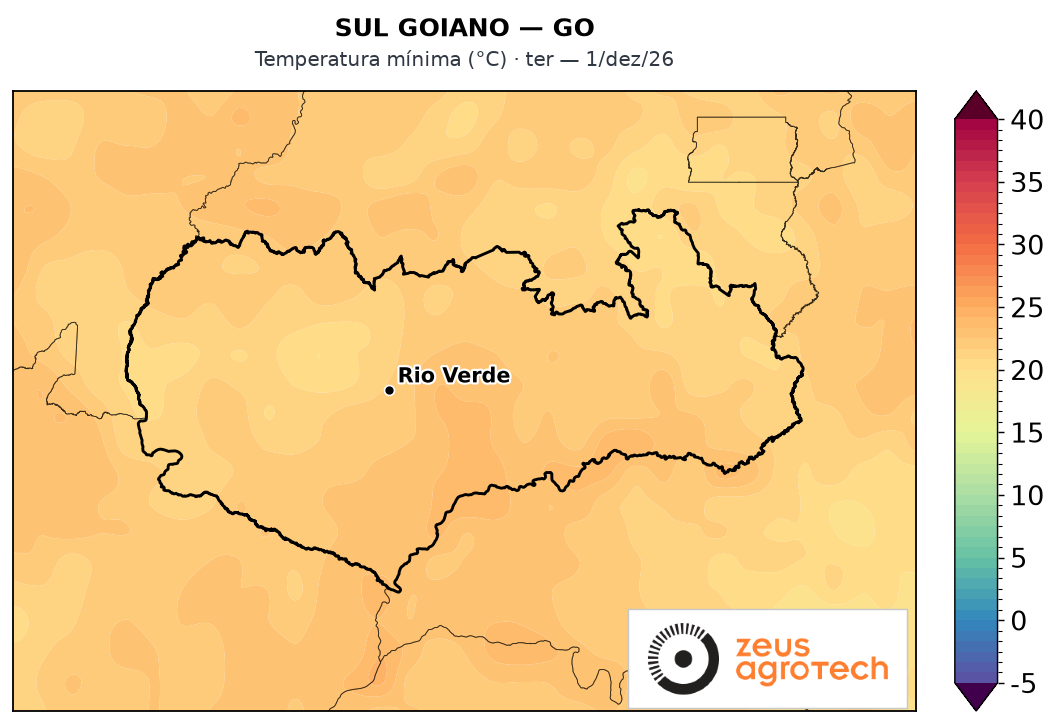 SUL GOIANO — GO
Temperatura mínima (°C) · ter — 1/dez/26
40
35
30
25
20
15
10
5
0
-5
Rio Verde
zeus
agrotech